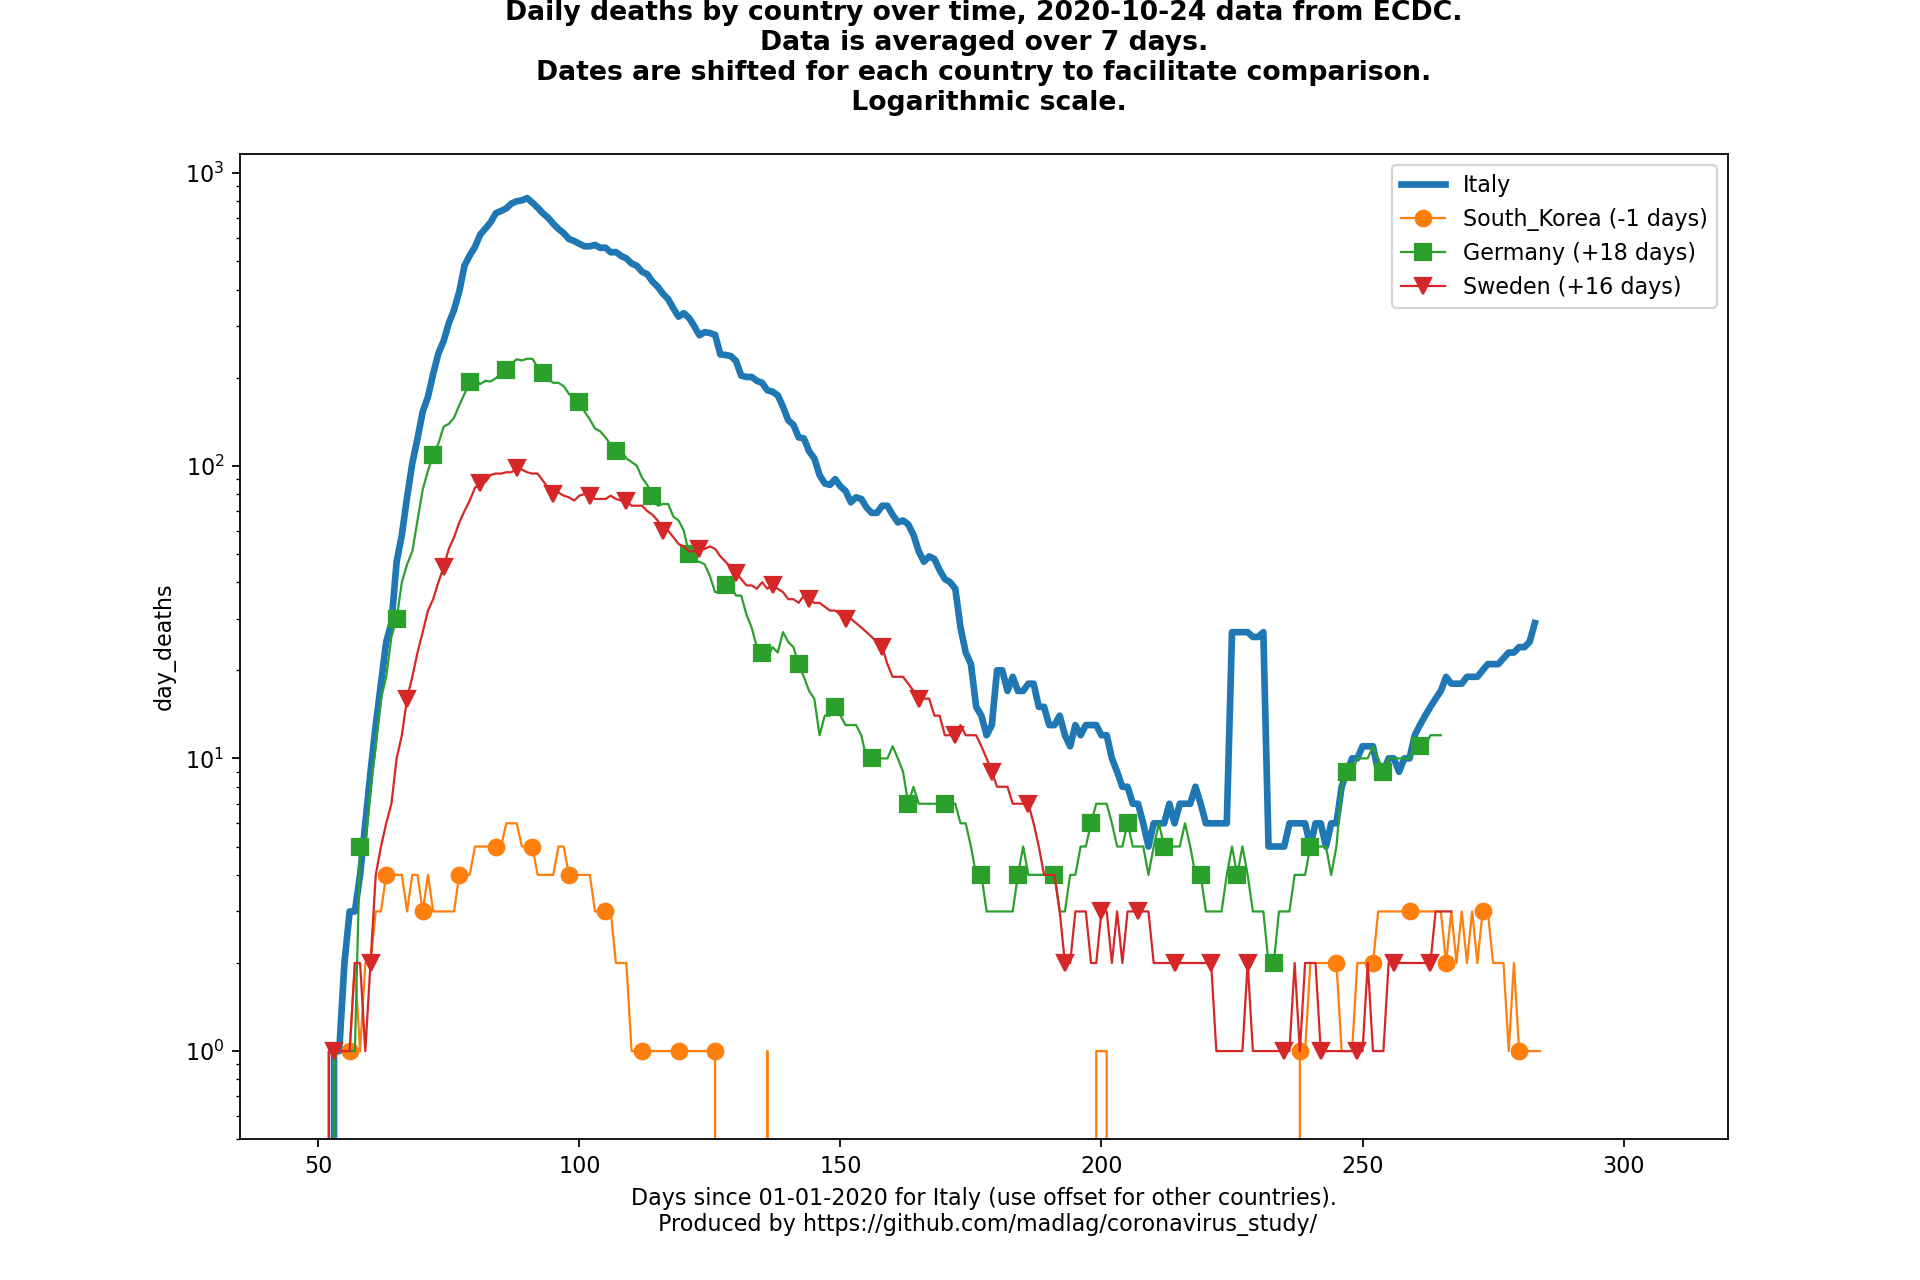 Daily deaths by country over time, 2020-10-24 data from ECDC.
Data is averaged over 7 days.
Dates are shifted for each country to facilitate comparison.
Logarithmic scale.
10³
10²
10¹
10⁰
day_deaths
Italy
South_Korea (-1 days)
Germany (+18 days)
Sweden (+16 days)
50 100 150 200 250 300
Days since 01-01-2020 for Italy (use offset for other countries).
Produced by https://github.com/madlag/coronavirus_study/